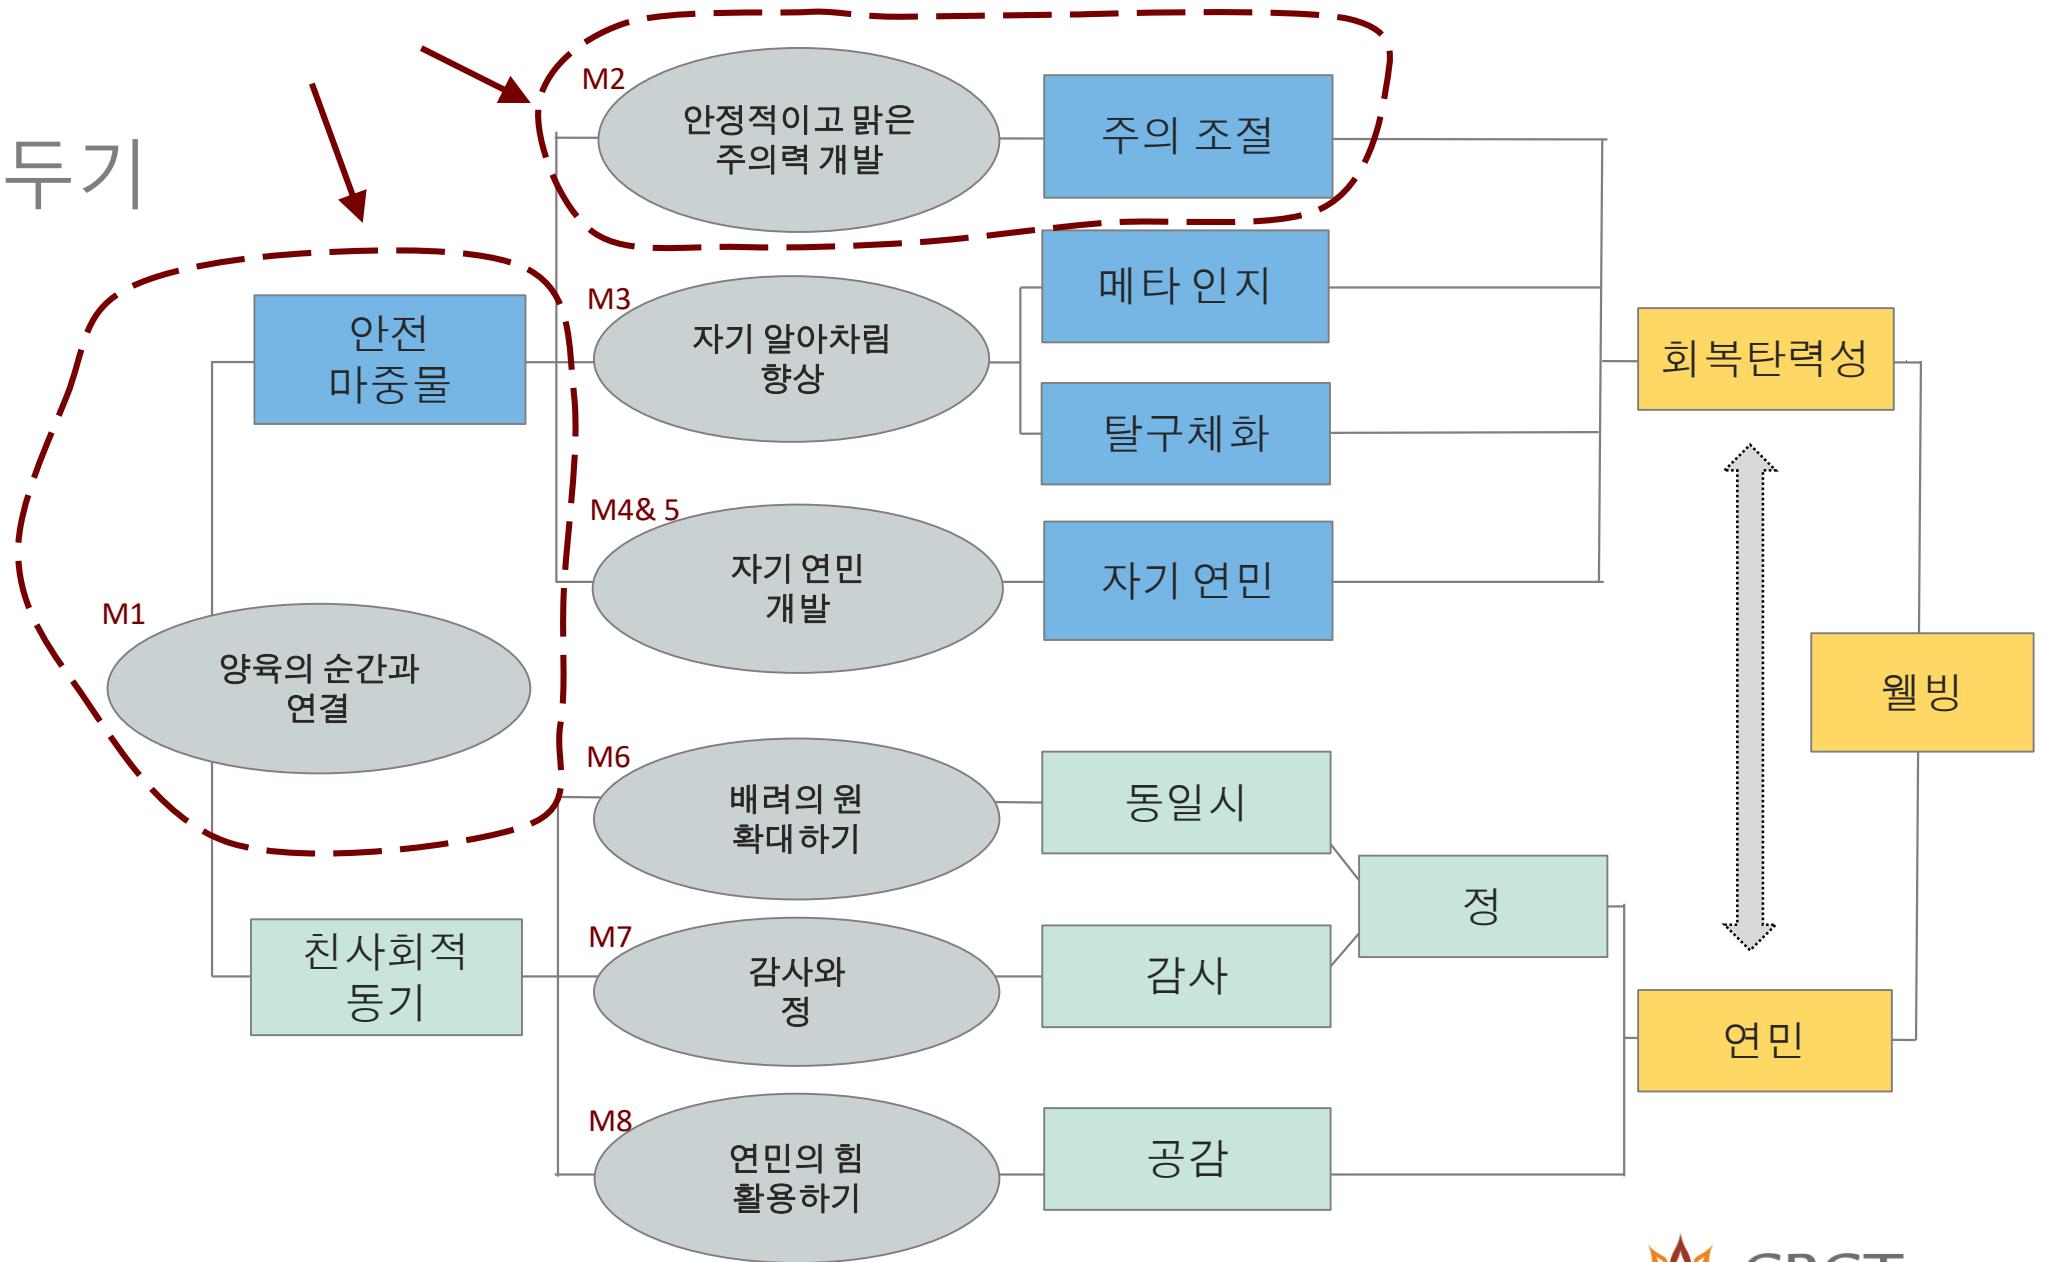 두기
M2
안정적이고 맑은
주의력 개발
주의 조절
M3
자기 알아차림
향상
메타 인지
탈구체화
안전
마중물
회복탄력성
M4& 5
자기 연민
개발
자기 연민
M1
양육의 순간과
연결
웰빙
M6
배려의 원
확대하기
동일시
정
M7
감사와
정
감사
친사회적
동기
연민
M8
연민의 힘
활용하기
공감